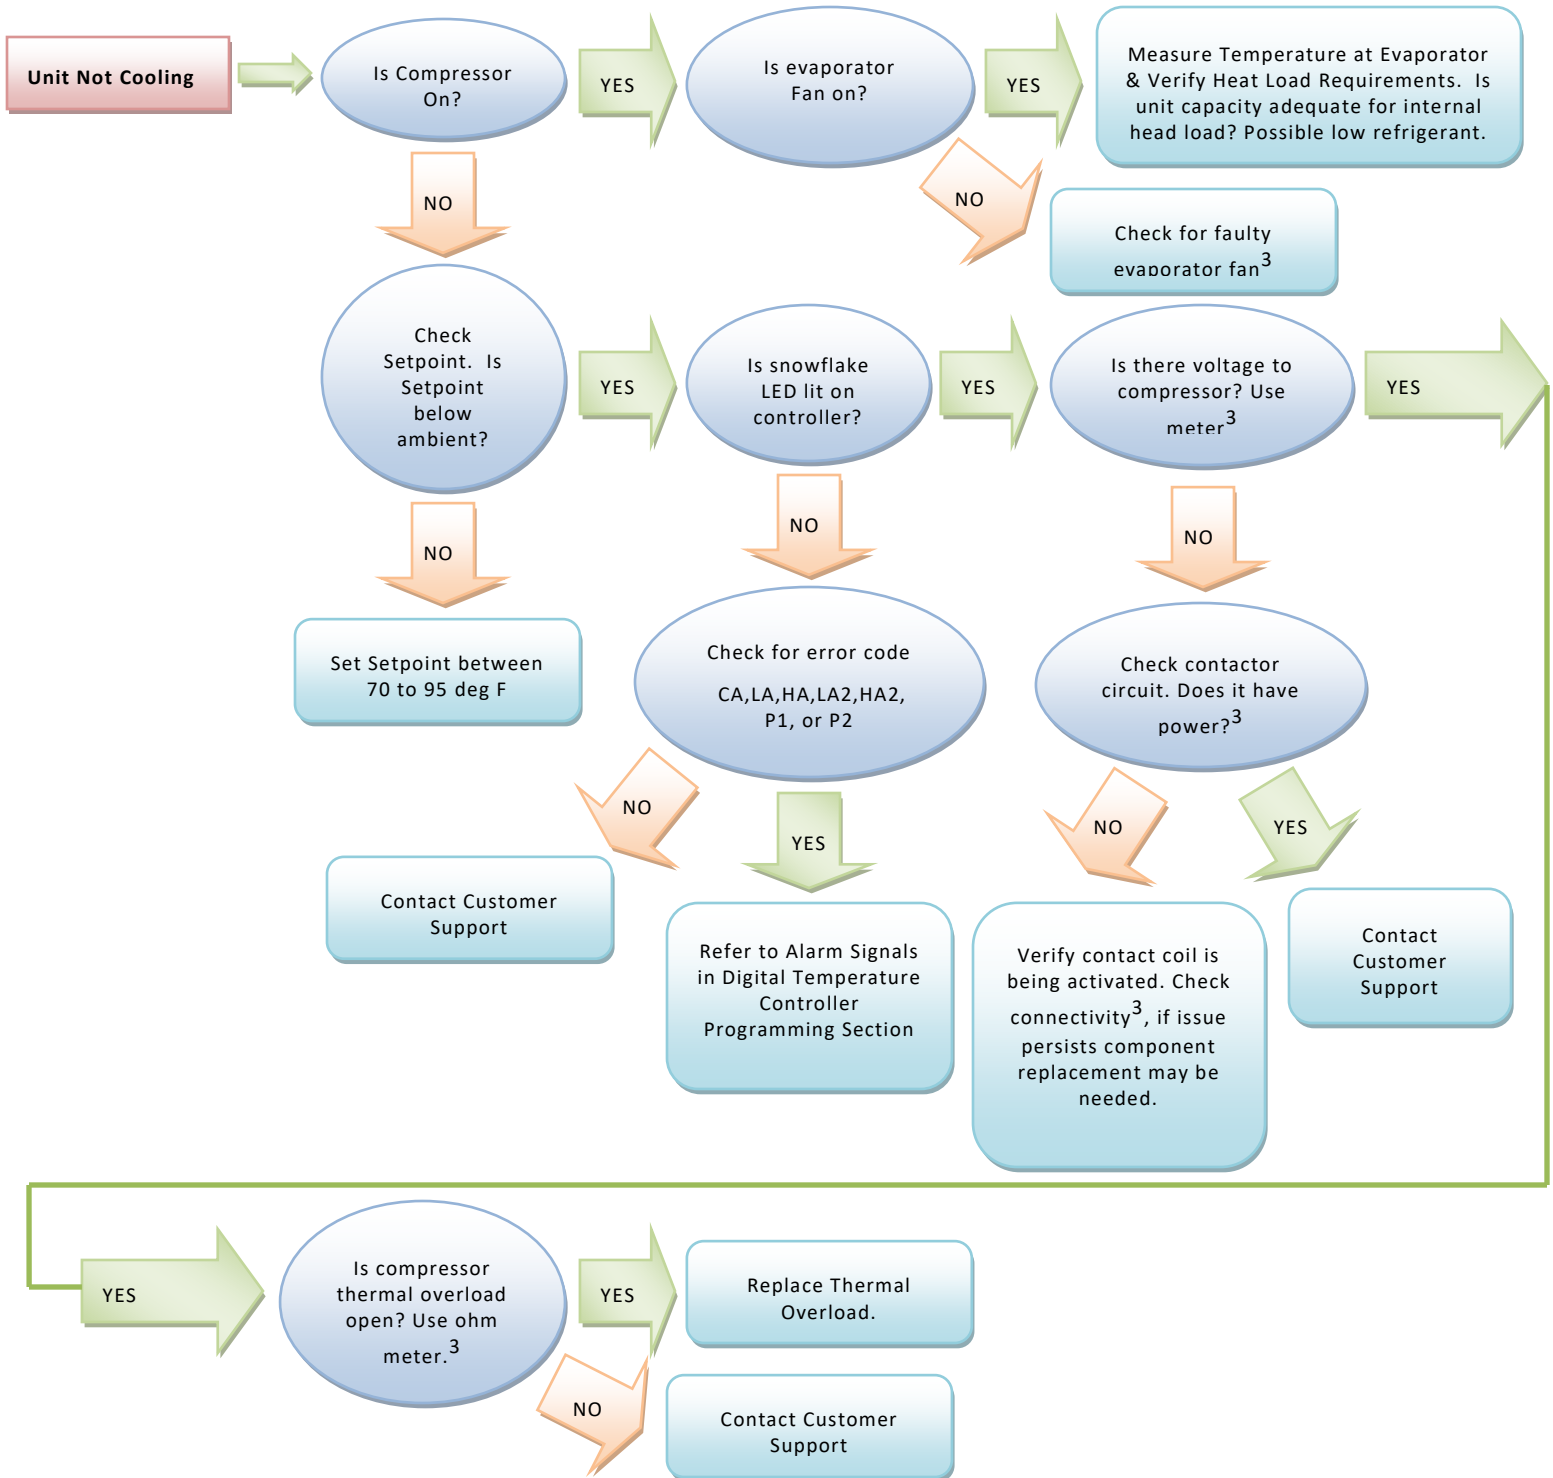 Unit Not Cooling
Is Compressor
On?
YES
Is evaporator
Fan on?
YES
Measure Temperature at Evaporator
& Verify Heat Load Requirements. Is
unit capacity adequate for internal
head load? Possible low refrigerant.
NO
NO
Check for faulty
evaporator fan3
Check
Setpoint. Is
Setpoint
below
ambient?
YES
Is snowflake
LED lit on
controller?
YES
Is there voltage to
compressor? Use
meter3
YES
NO
NO
NO
Set Setpoint between
70 to 95 deg F
Check for error code
CA,LA,HA,LA2,HA2,
P1, or P2
Check contactor
circuit. Does it have
power?3
NO
YES
NO
YES
Contact Customer
Support
Refer to Alarm Signals
in Digital Temperature
Controller
Programming Section
Verify contact coil is
being activated. Check
connectivity3, if issue
persists component
replacement may be
needed.
Contact
Customer
Support
YES
Is compressor
thermal overload
open? Use ohm
meter.3
YES
Replace Thermal
Overload.
NO
Contact Customer
Support